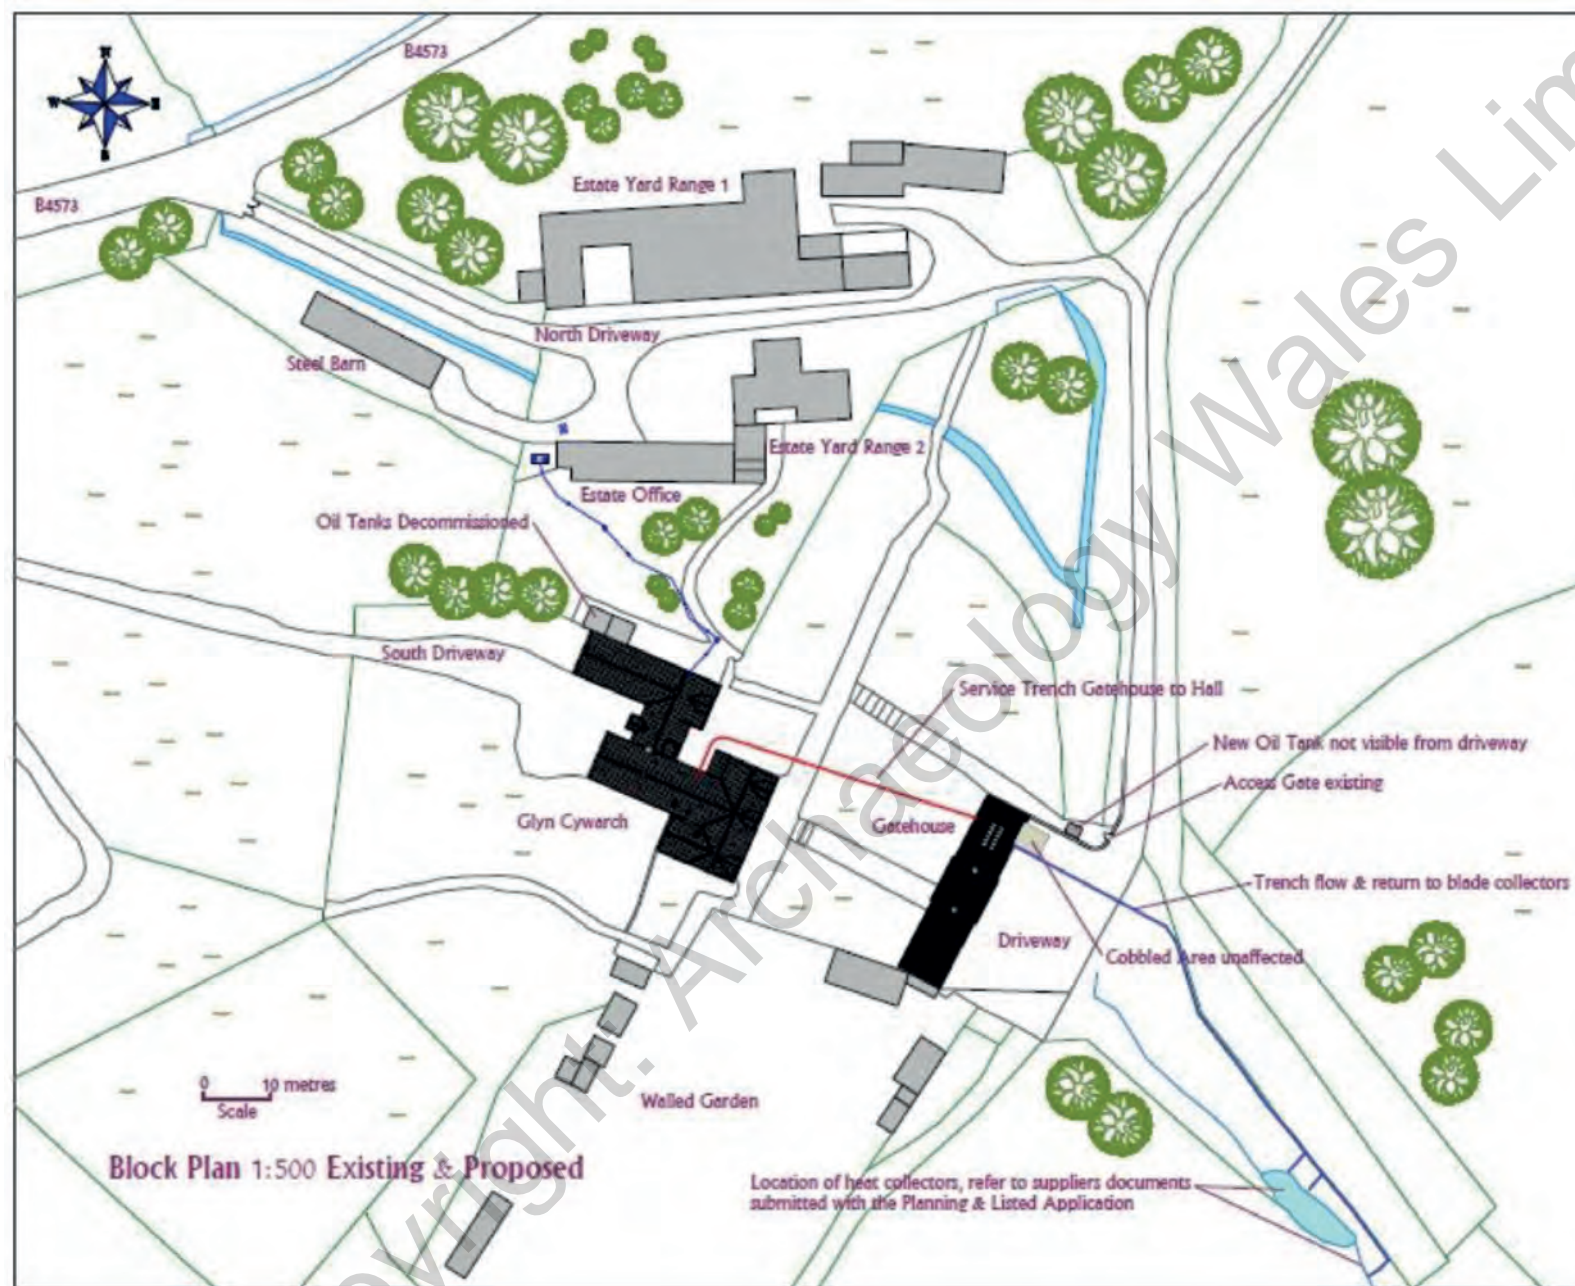 N
W
E
S
B4573
B4573
Estate Yard Range 1
North Driveway
Steel Barn
Estate Yard Range 2
Estate Office
Oil Tanks Decommissioned
South Driveway
Service Trench Gatehouse to Hall
New Oil Tank not visible from driveway
Access Gate existing
Glyn Cywarch
Gatehouse
Trench flow & return to blade collectors
Driveway
Cobbled Area unaffected
0 10 metres
Scale
Walled Garden
Block Plan 1:500 Existing & Proposed
Location of heat collectors, refer to suppliers documents
submitted with the Planning & Listed Application
yright: Archaeology Wales Lim